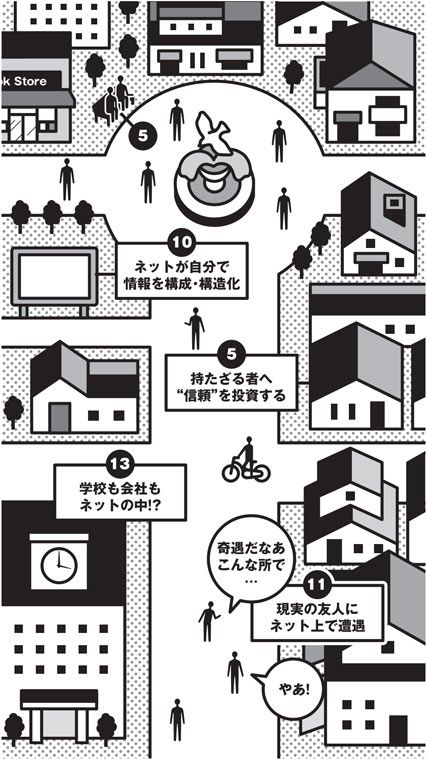 k Store
5
10
ネットが自分で
情報を構成・構造化
5
持たざる者へ
“信頼”を投資する
13
学校も会社も
ネットの中!?
奇遇だなあ
こんな所で
…
11
現実の友人に
ネット上で遭遇
やあ!